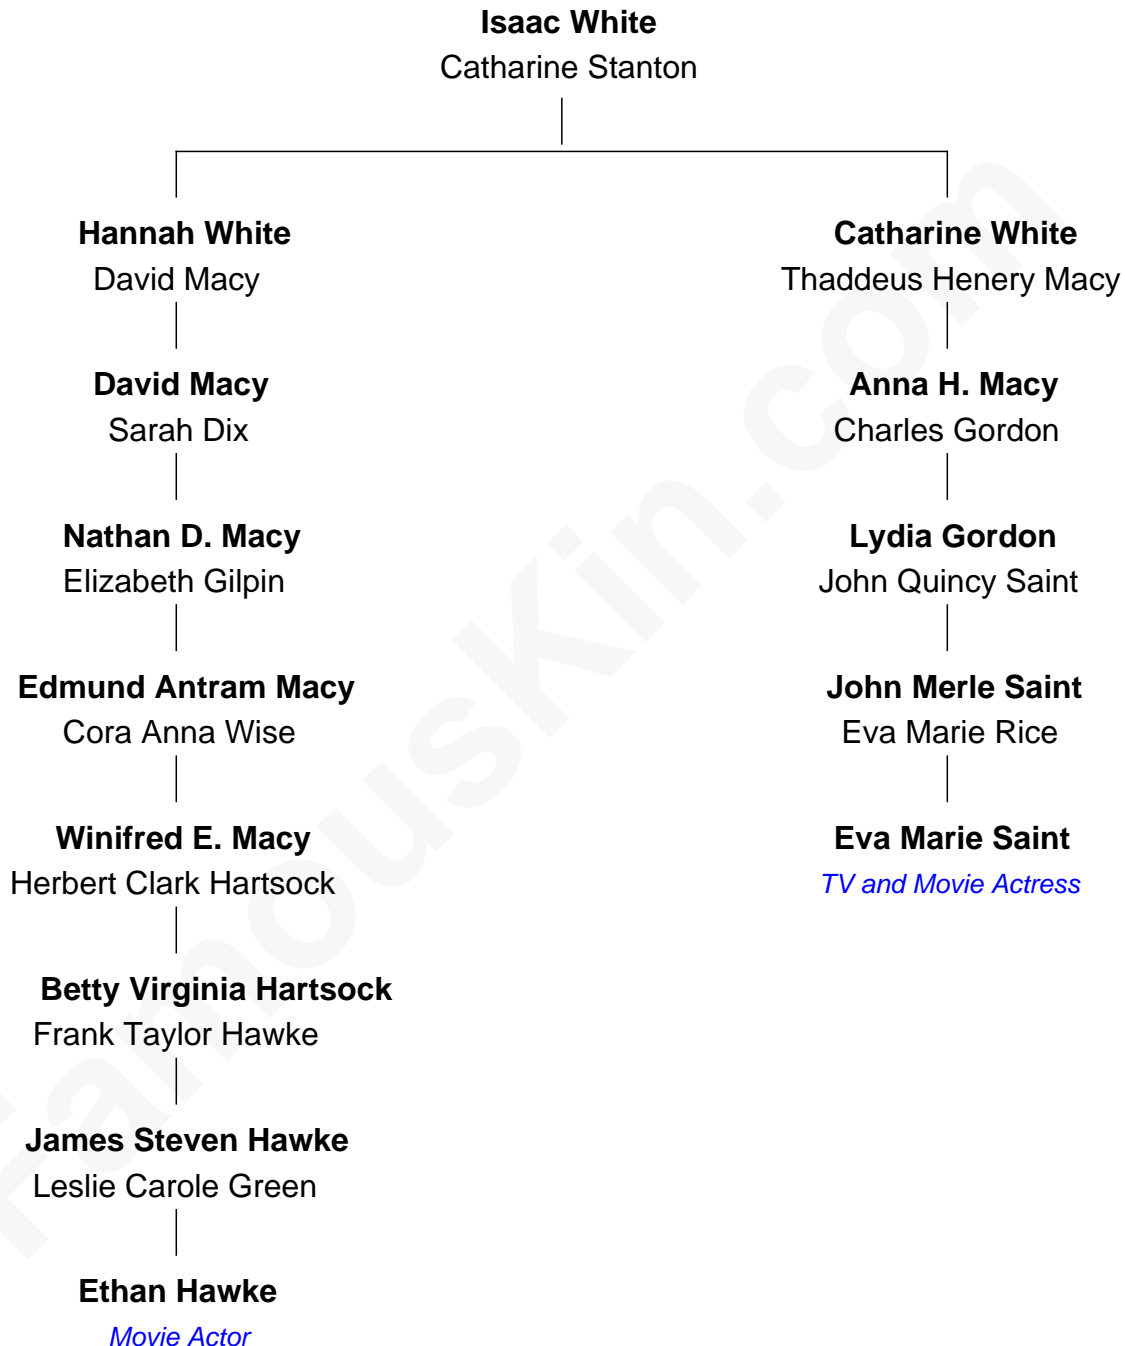 Isaac White
Catharine Stanton
Hannah White
David Macy
Catharine White
Thaddeus Henery Macy
David Macy
Sarah Dix
Anna H. Macy
Charles Gordon
Nathan D. Macy
Elizabeth Gilpin
Lydia Gordon
John Quincy Saint
Edmund Antram Macy
Cora Anna Wise
John Merle Saint
Eva Marie Rice
Winifred E. Macy
Herbert Clark Hartsock
Eva Marie Saint
TV and Movie Actress
Betty Virginia Hartsock
Frank Taylor Hawke
James Steven Hawke
Leslie Carole Green
Ethan Hawke
Movie Actor
FamousKin.com